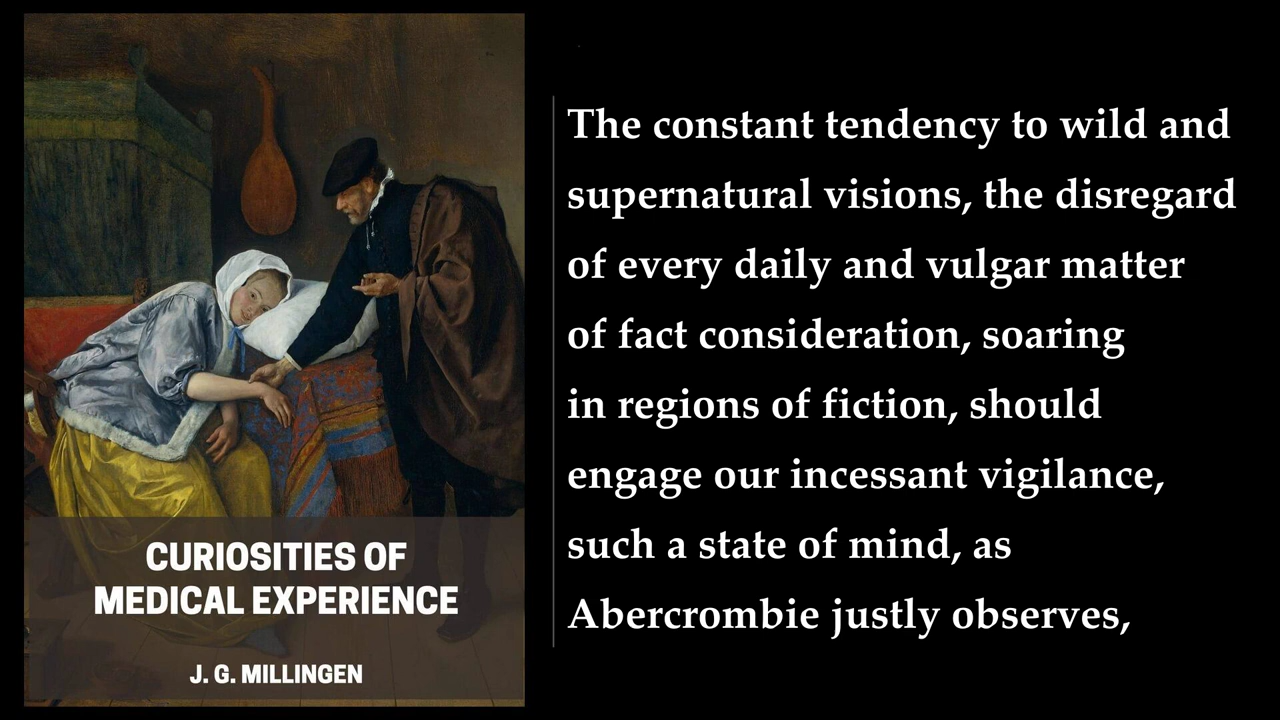 The constant tendency to wild and
supernatural visions, the disregard
of every daily and vulgar matter
of fact consideration, soaring
in regions of fiction, should
engage our incessant vigilance,
such a state of mind, as
Abercrombie justly observes,
CURIOSITIES OF
MEDICAL EXPERIENCE
J. G. MILLINGEN